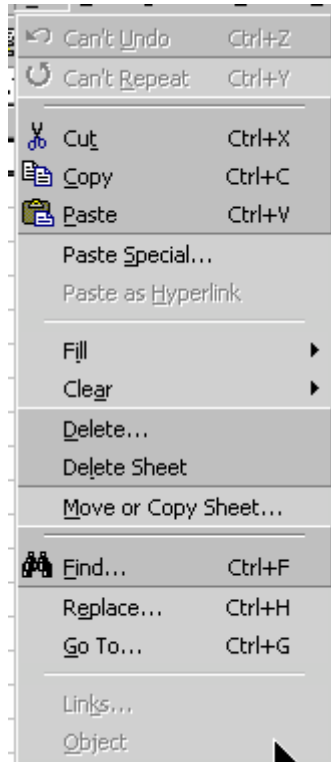 Can't Undo Ctrl+Z
Can't Repeat Ctrl+Y
Cut Ctrl+X
Copy Ctrl+C
Paste Ctrl+V
Paste Special...
Paste as Hyperlink
Fill
Clear
Delete...
Delete Sheet
Move or Copy Sheet...
Find... Ctrl+F
Replace... Ctrl+H
Go To... Ctrl+G
Links...
Object